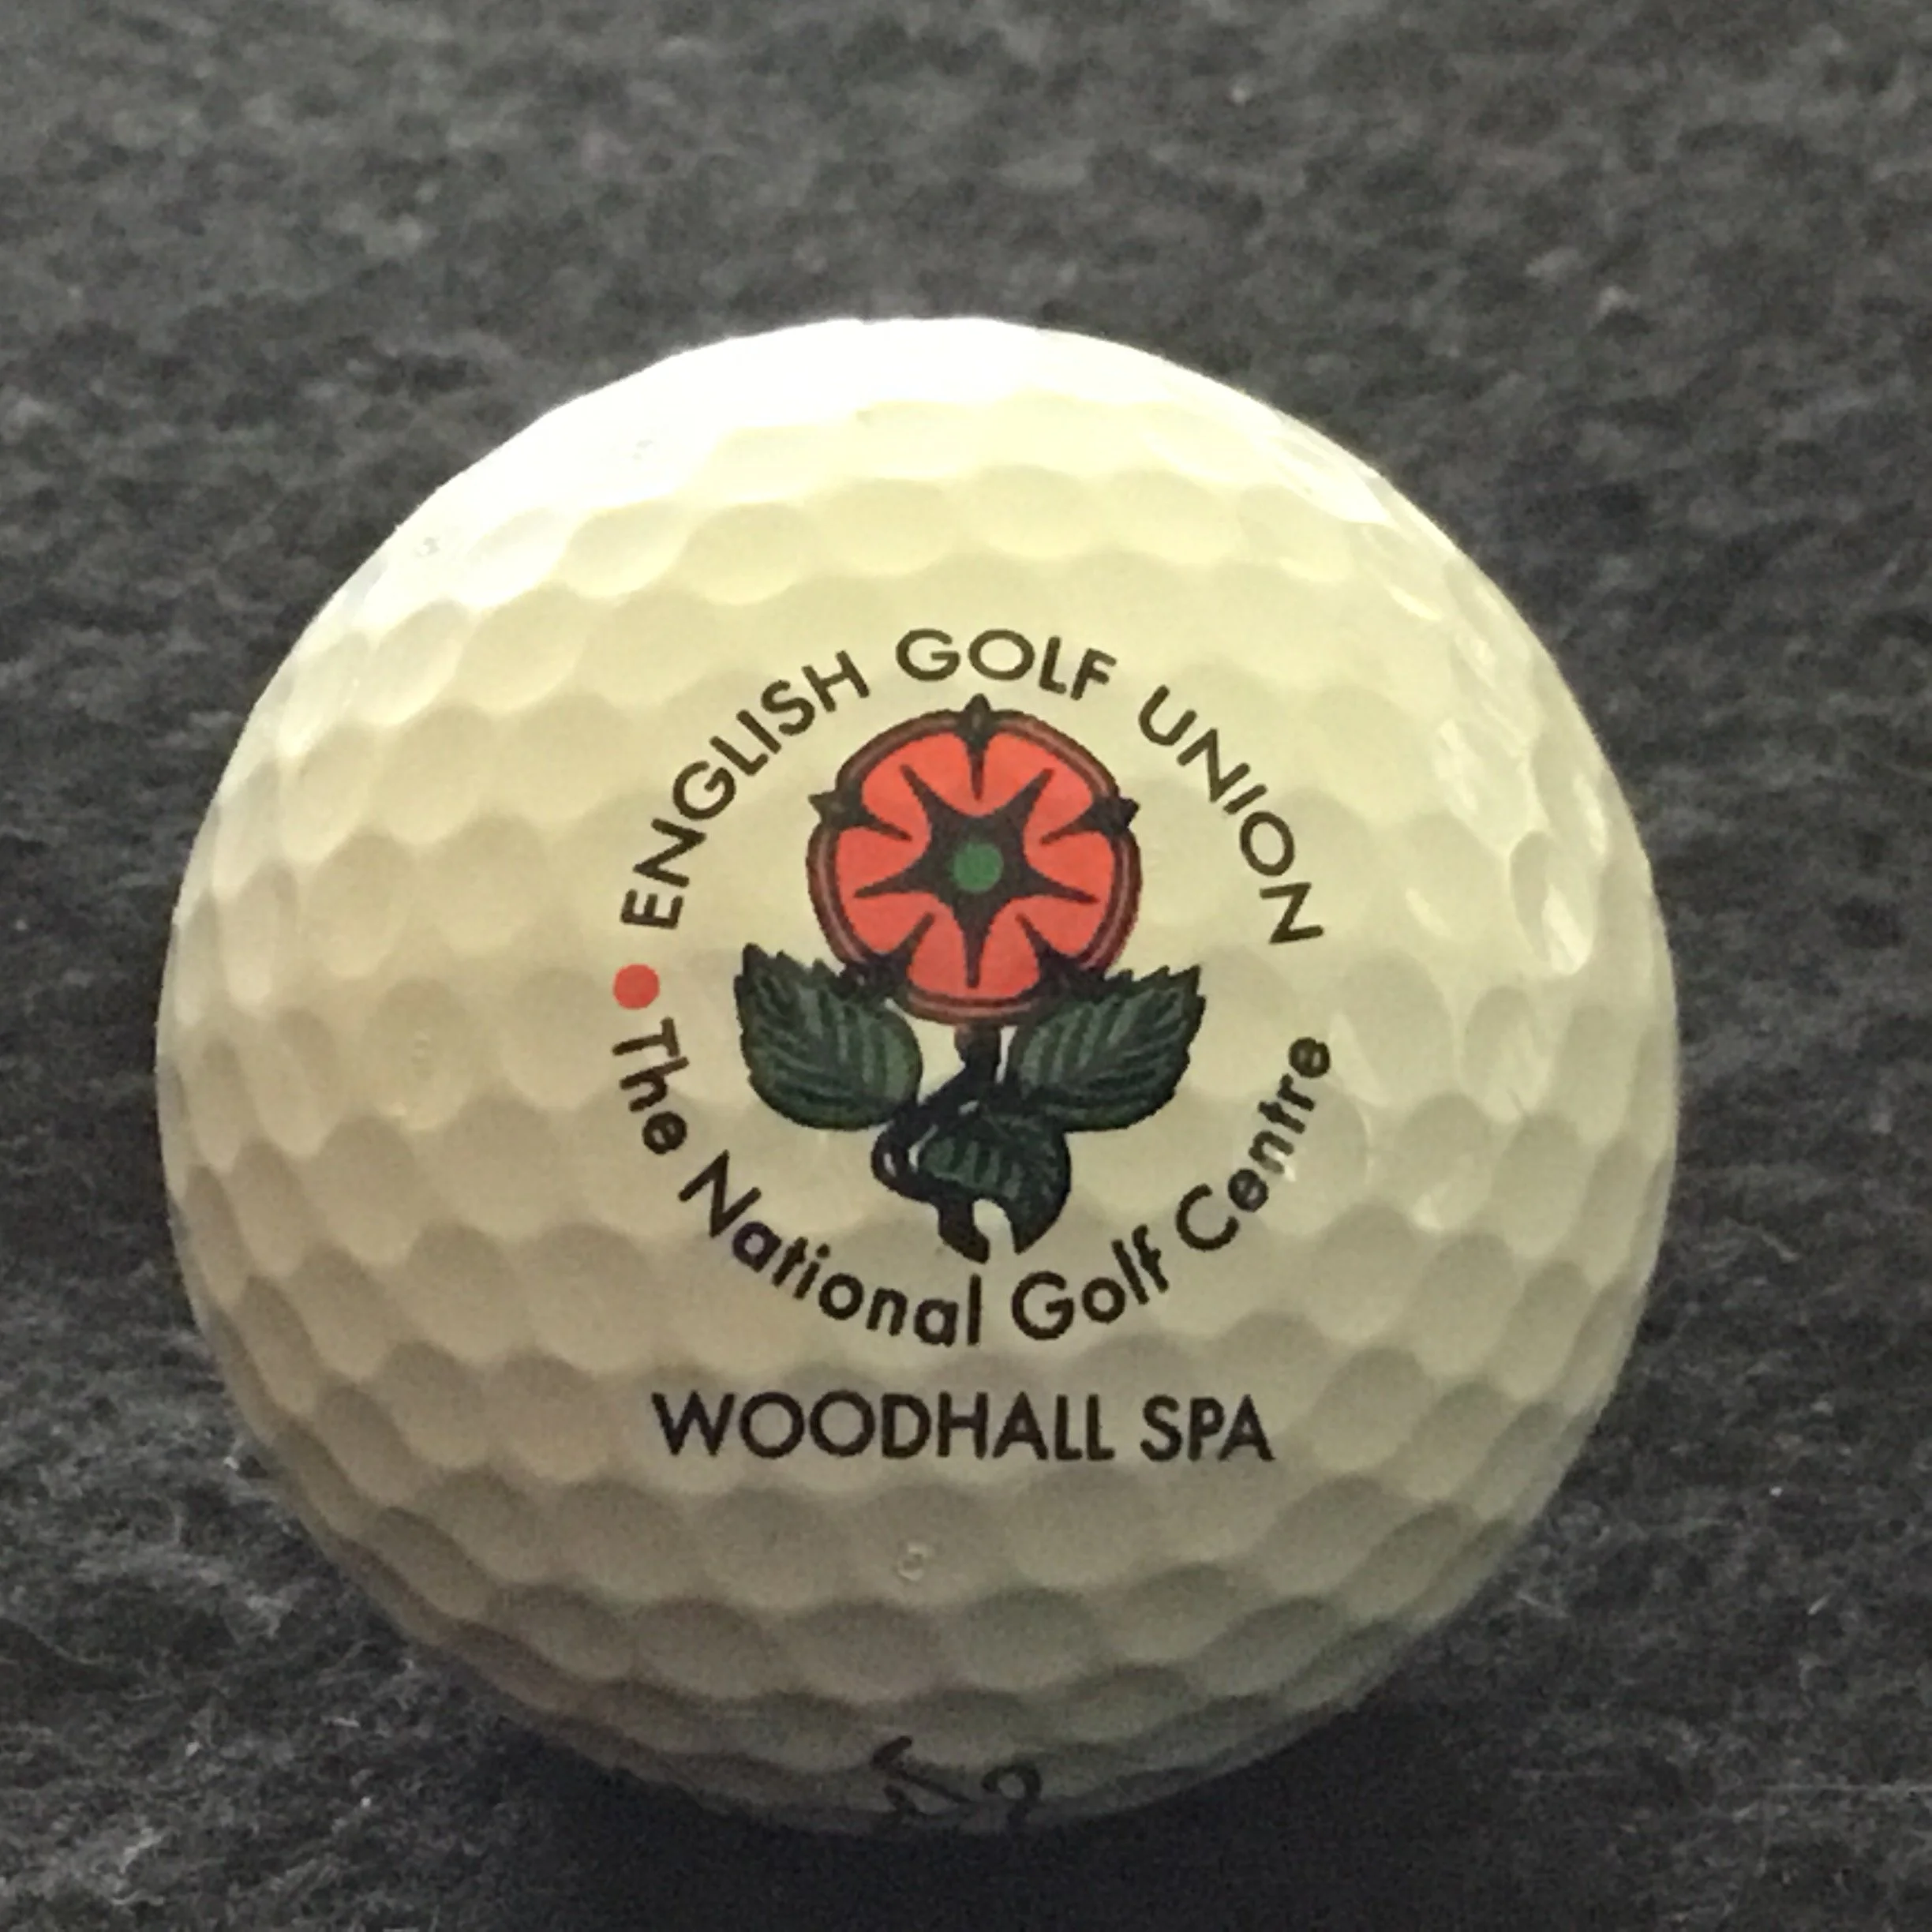 ENGLISH GOLF UNION
The National Golf Centre
WOODHALL SPA